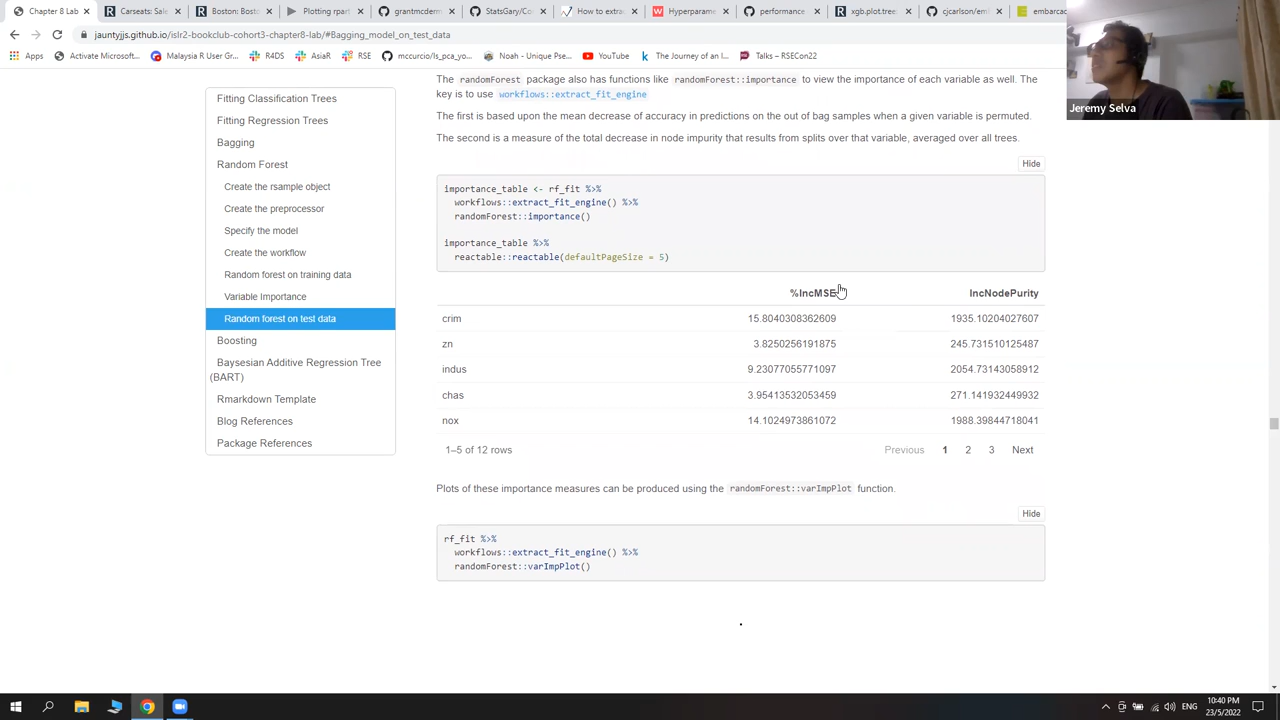 Chapter 8 Lab
Carseats: Sale
Boston: Bosto
Plotting rpart
grantmcderm
StatsGary/Co
How to extrac
Hyperparame
performance
xgb.plot.trees
cjcarlson/em
embarcad
jauntyjjs.github.io/islr2-bookclub-cohort3-chapter8-lab/#Bagging_model_on_test_data
Apps
Activate Microsoft...
Malaysia R User Gr...
R4DS
AsiaR
RSE
mccurcio/Is_pca_yo...
Noah - Unique Pse...
YouTube
The Journey of an I...
Talks – RSECon22
Jeremy Selva
Fitting Classification Trees
Fitting Regression Trees
Bagging
Random Forest
Create the rsample object
Create the preprocessor
Specify the model
Create the workflow
Random forest on training data
Variable Importance
Random forest on test data
Boosting
Baysesian Additive Regression Tree
(BART)
Rmarkdown Template
Blog References
Package References
The randomForest package also has functions like randomForest::importance to view the importance of each variable as well. The
key is to use workflows::extract_fit_engine
The first is based upon the mean decrease of accuracy in predictions on the out of bag samples when a given variable is permuted.
The second is a measure of the total decrease in node impurity that results from splits over that variable, averaged over all trees.
Hide
importance_table <- rf_fit %>%
workflows::extract_fit_engine() %>%
randomForest::importance()
importance_table %>%
reactable::reactable(defaultPageSize = 5)
%IncMSE IncNodePurity
crim 15.8040308362609 1935.10204027607
zn 3.8250256191875 245.731510125487
indus 9.23077055771097 2054.73143058912
chas 3.95413532053459 271.141932449932
nox 14.1024973861072 1988.39844718041
1–5 of 12 rows Previous 1 2 3 Next
Plots of these importance measures can be produced using the randomForest::varImpPlot function.
Hide
rf_fit %>%
workflows::extract_fit_engine() %>%
randomForest::varImpPlot()
ENG
10:40 PM
23/5/2022